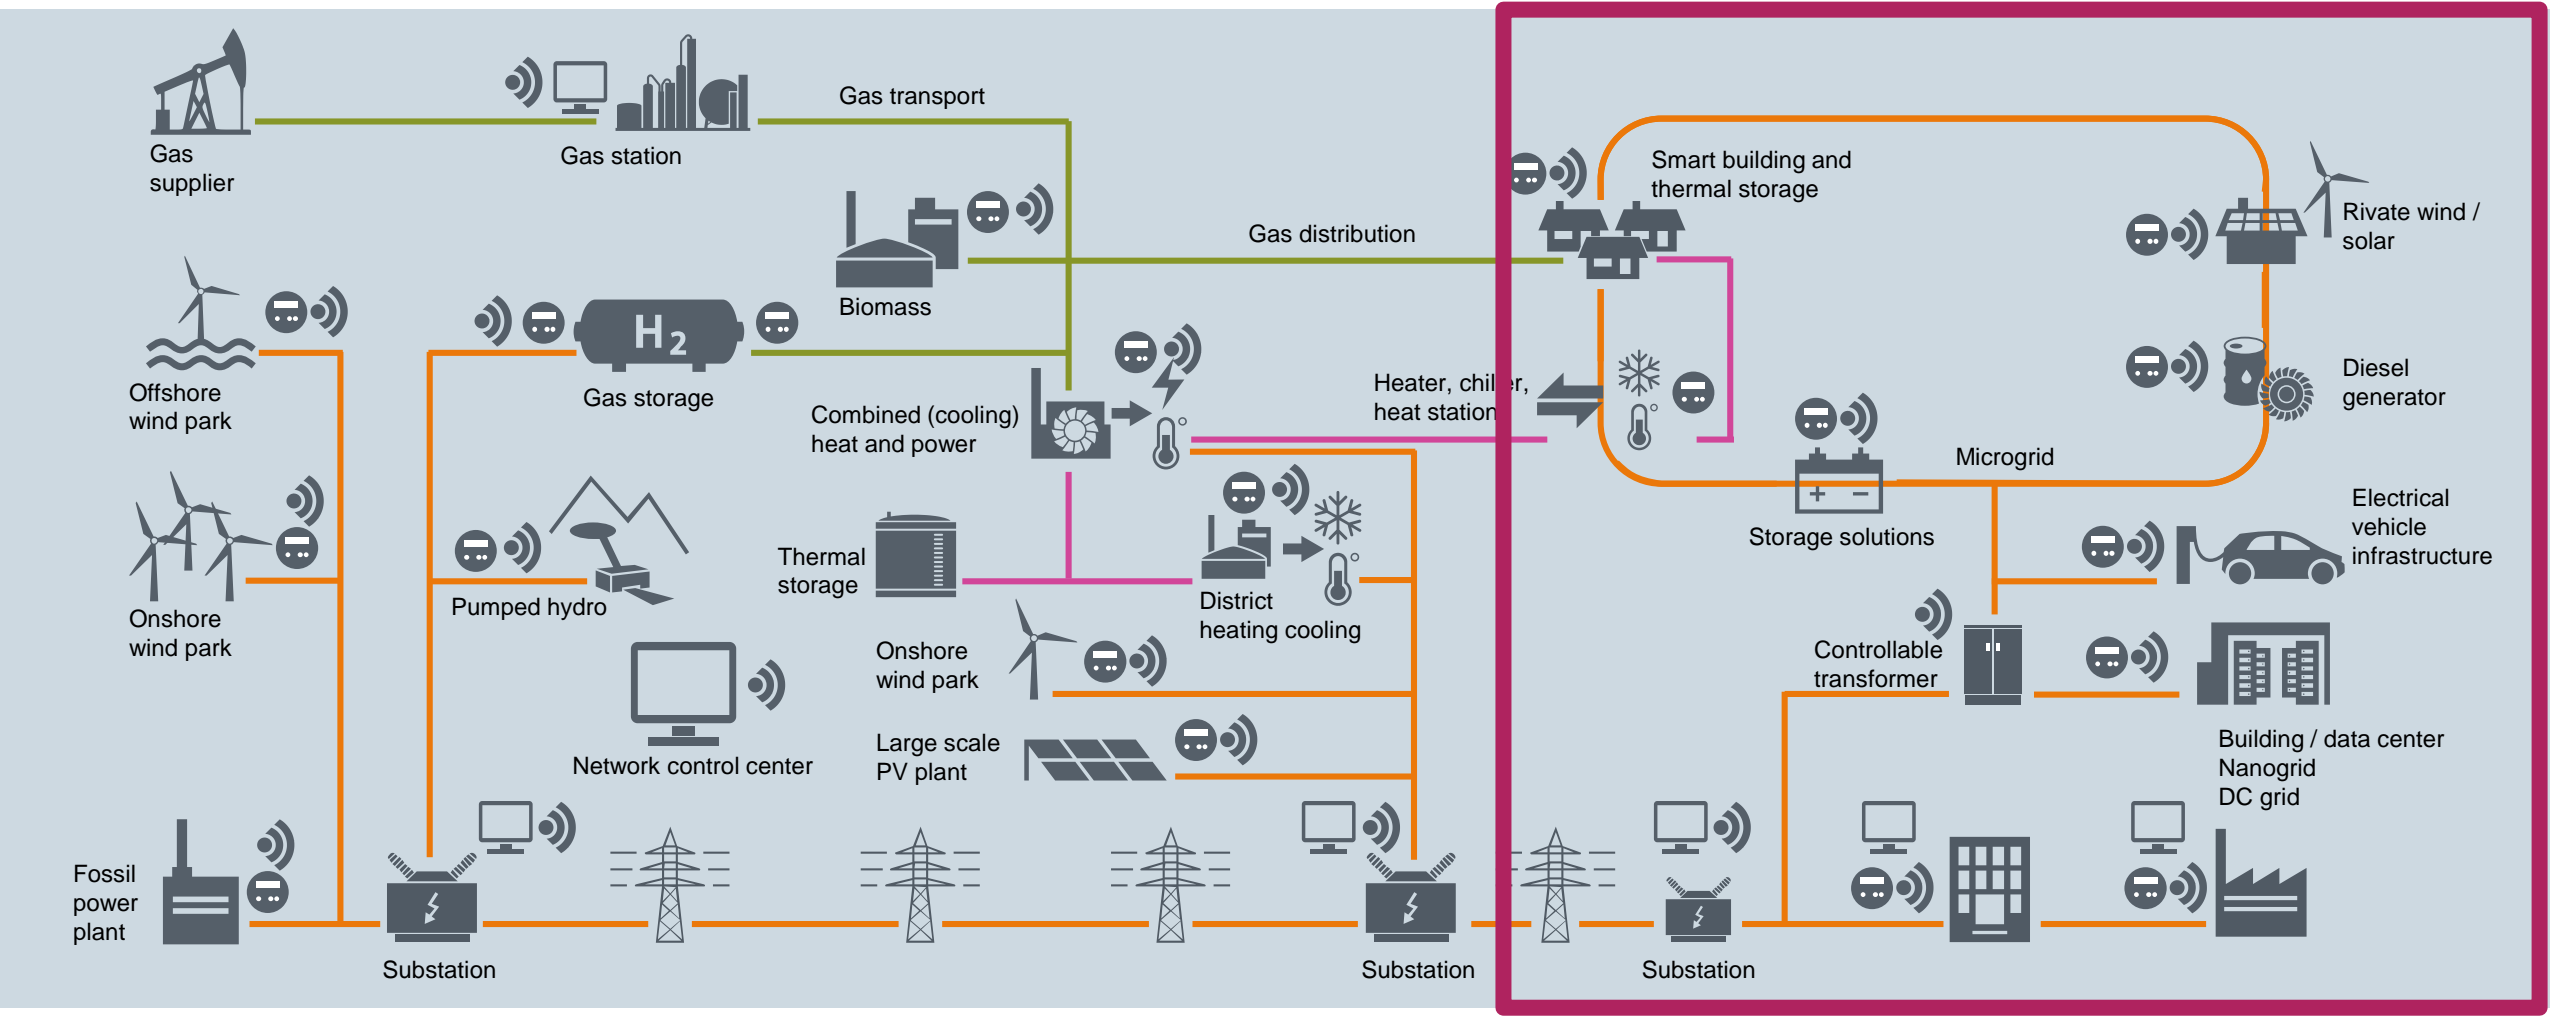 Gas transport
Gas
supplier
Gas station
Smart building and
thermal storage
Rivate wind /
solar
Gas distribution
Biomass
H2
Offshore
wind park
Gas storage
Combined (cooling)
heat and power
Heater, chiller,
heat station
Diesel
generator
Microgrid
Storage solutions
Electrical
vehicle
infrastructure
Thermal
storage
Pumped hydro
District
heating cooling
Onshore
wind park
Onshore
wind park
Controllable
transformer
Network control center
Large scale
PV plant
Building / data center
Nanogrid
DC grid
Fossil
power
plant
Substation
Substation
Substation